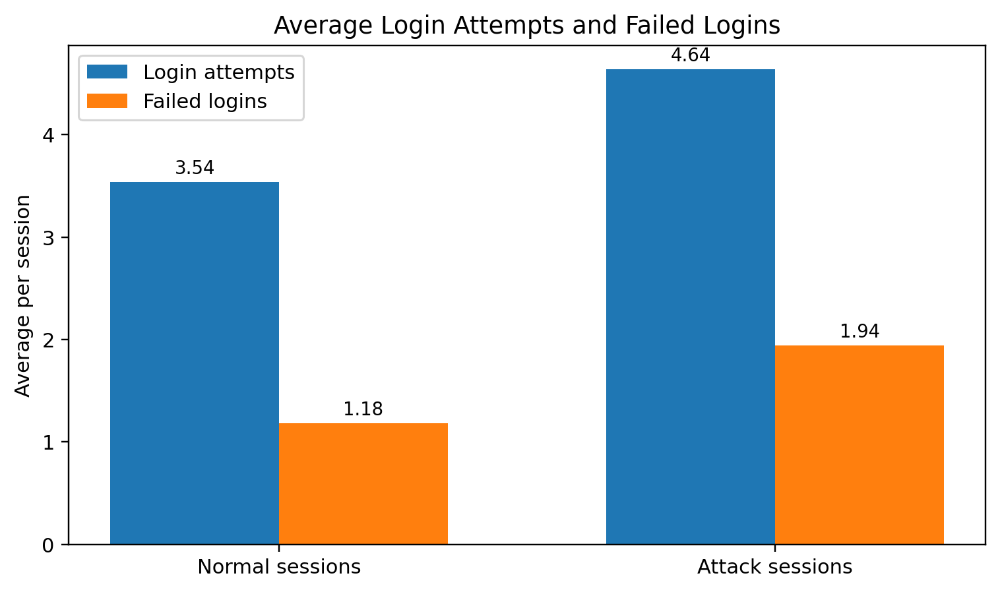 Average Login Attempts and Failed Logins
Login attempts
Failed logins
Average per session
4
3
2
1
0
3.54
1.18
4.64
1.94
Normal sessions
Attack sessions